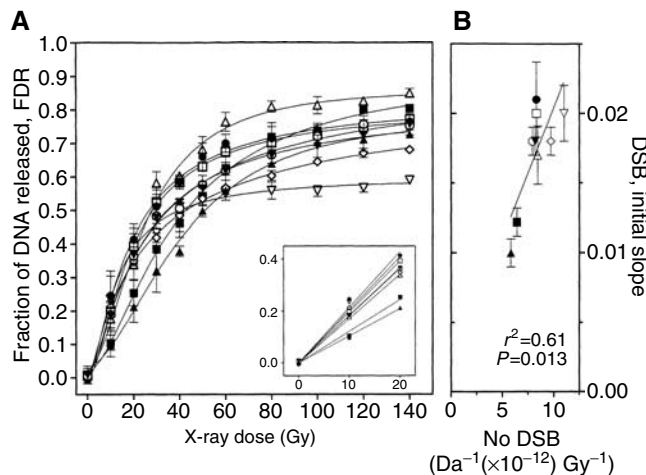 A
B
Fraction of DNA released, FDR
1.0
0.9
0.8
0.7
0.6
0.5
0.4
0.3
0.2
0.1
0.0
0.4
0.2
0.0
0 10 20
0 20 40 60 80 100 120 140
X-ray dose (Gy)
r²=0.61
P=0.013
0.02
0.01
0.00
DSB, initial slope
0 5 10
No DSB
(Da⁻¹(×10⁻¹²) Gy⁻¹)